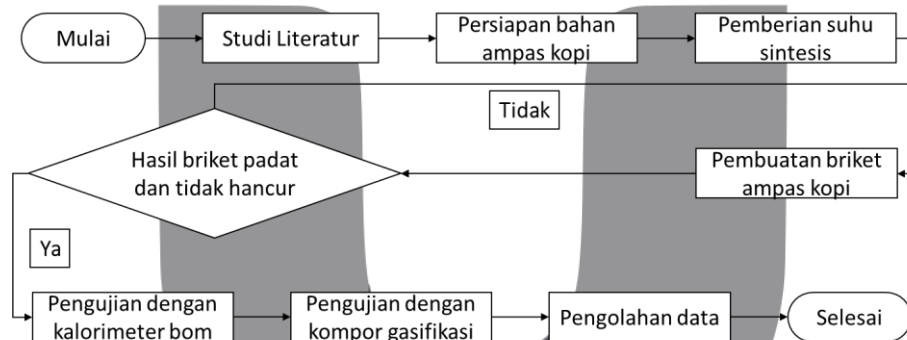 Mulai
Studi Literatur
Persiapan bahan
ampas kopi
Pemberian suhu
sintesis
Tidak
Hasil briket padat
dan tidak hancur
Pembuatan briket
ampas kopi
Ya
Pengujian dengan
kalorimeter bom
Pengujian dengan
kompor gasifikasi
Pengolahan data
Selesai